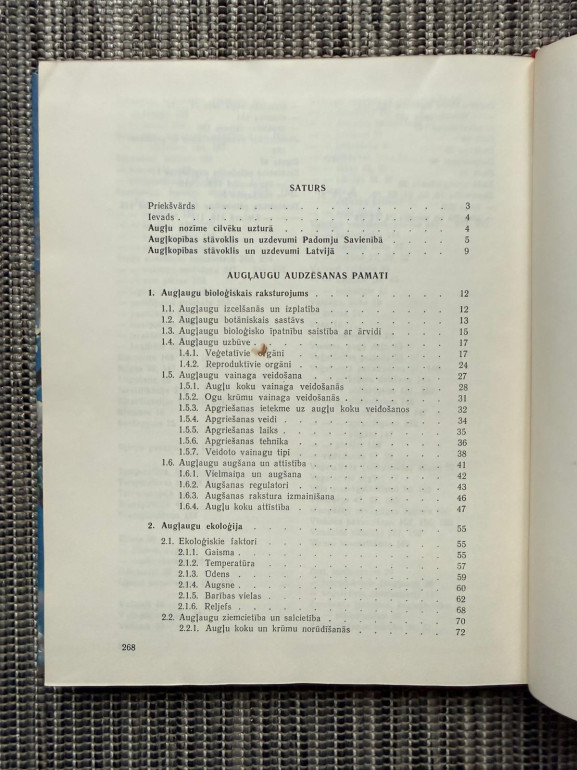 SATURS
Priekšvārds . . . . . . . . . . . . . 3
Ievads . . . . . . . . . . . . . . 4
Augļu nozīme cilvēku uzturā . . . . . . . . 4
Augļkopības stāvoklis un uzdevumi Padomju Savienībā . . . . 5
Augļkopības stāvoklis un uzdevumi Latvijā . . . . . . 9
AUGĻAUGU AUDZĒŠANAS PAMATI
1. Augļaugu bioloģiskais raksturojums . . . . . . . 12
1.1. Augļaugu izcelšanās un izplatība . . . . . . 12
1.2. Augļaugu botāniskais sastāvs . . . . . . . 13
1.3. Augļaugu bioloģisko īpatnību saistība ar ārvidi . . . 15
1.4. Augļaugu uzbūve . . . . . . . . . . 17
1.4.1. Veģetatīvie orgāni . . . . . . . . 17
1.4.2. Reproduktīvie orgāni . . . . . . . . 24
1.5. Augļaugu vainaga veidošana . . . . . . . 27
1.5.1. Augļu koku vainaga veidošanās . . . . . 28
1.5.2. Ogu krūmu vainaga veidošanās . . . . . 31
1.5.3. Apgriešanas ietekme uz augļu koku veidošanos . . 32
1.5.4. Apgriešanas veidi . . . . . . . . 34
1.5.5. Apgriešanas laiks . . . . . . . . 35
1.5.6. Apgriešanas tehnika . . . . . . . . 36
1.5.7. Veidoto vainagu tipi . . . . . . . . 38
1.6. Augļaugu augšana un attīstība . . . . . . . 41
1.6.1. Vielmaiņa un augšana . . . . . . . 42
1.6.2. Augšanas regulatori . . . . . . . . 43
1.6.3. Augšanas rakstura izmainīšana . . . . . 46
1.6.4. Augļu koku attīstība . . . . . . . . 47
2. Augļaugu ekoloģija . . . . . . . . . . 55
2.1. Ekoloģiskie faktori . . . . . . . . . 55
2.1.1. Gaisma . . . . . . . . . . 55
2.1.2. Temperatūra . . . . . . . . . 57
2.1.3. Ūdens . . . . . . . . . . 59
2.1.4. Augsne . . . . . . . . . . 60
2.1.5. Barības vielas . . . . . . . . . 62
2.1.6. Reljefs . . . . . . . . . . 68
2.2. Augļaugu ziemcietība un salcietība . . . . . . 70
2.2.1. Augļu koku un krūmu norūdīšanās . . . . . 72
268